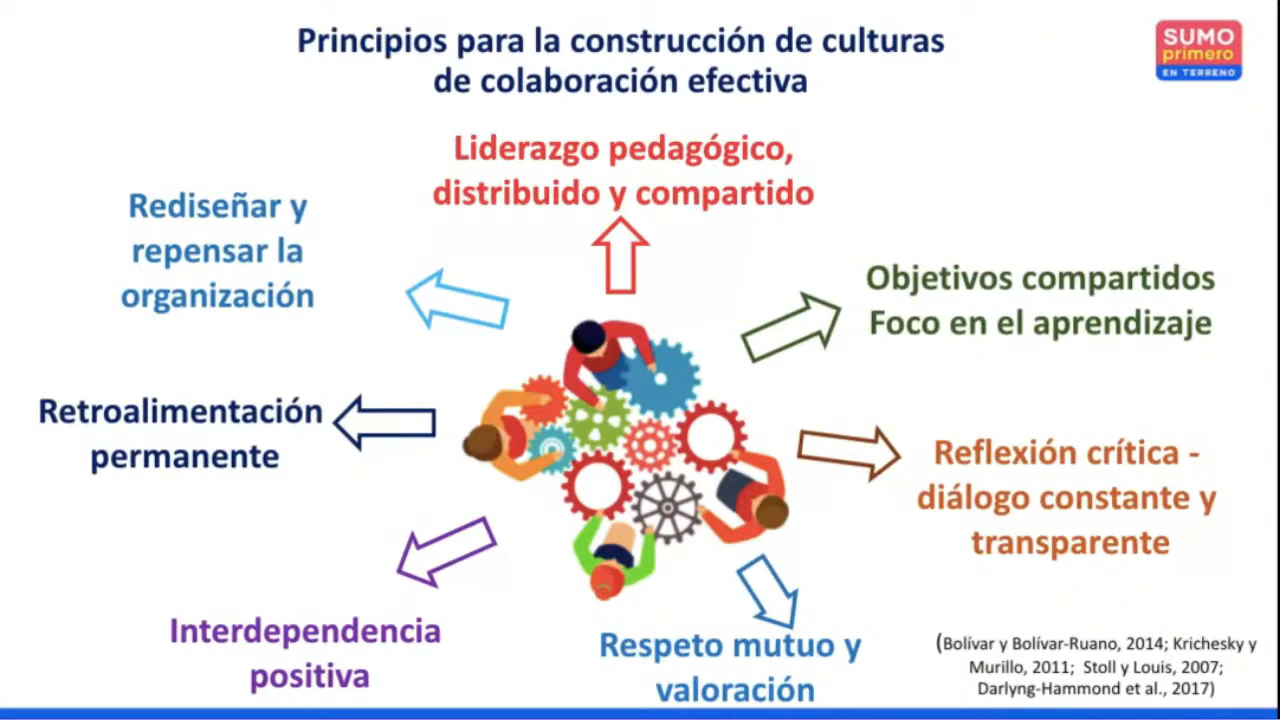 Principios para la construcción de culturas
de colaboración efectiva
SUMO
primero
EN TERRENO
Liderazgo pedagógico,
distribuido y compartido
Rediseñar y
repensar la
organización
Objetivos compartidos
Foco en el aprendizaje
Retroalimentación
permanente
Reflexión crítica -
diálogo constante y
transparente
Interdependencia
positiva
Respeto mutuo y
valoración
(Bolívar y Bolívar-Ruano, 2014; Krichesky y
Murillo, 2011; Stoll y Louis, 2007;
Darlyng-Hammond et al., 2017)